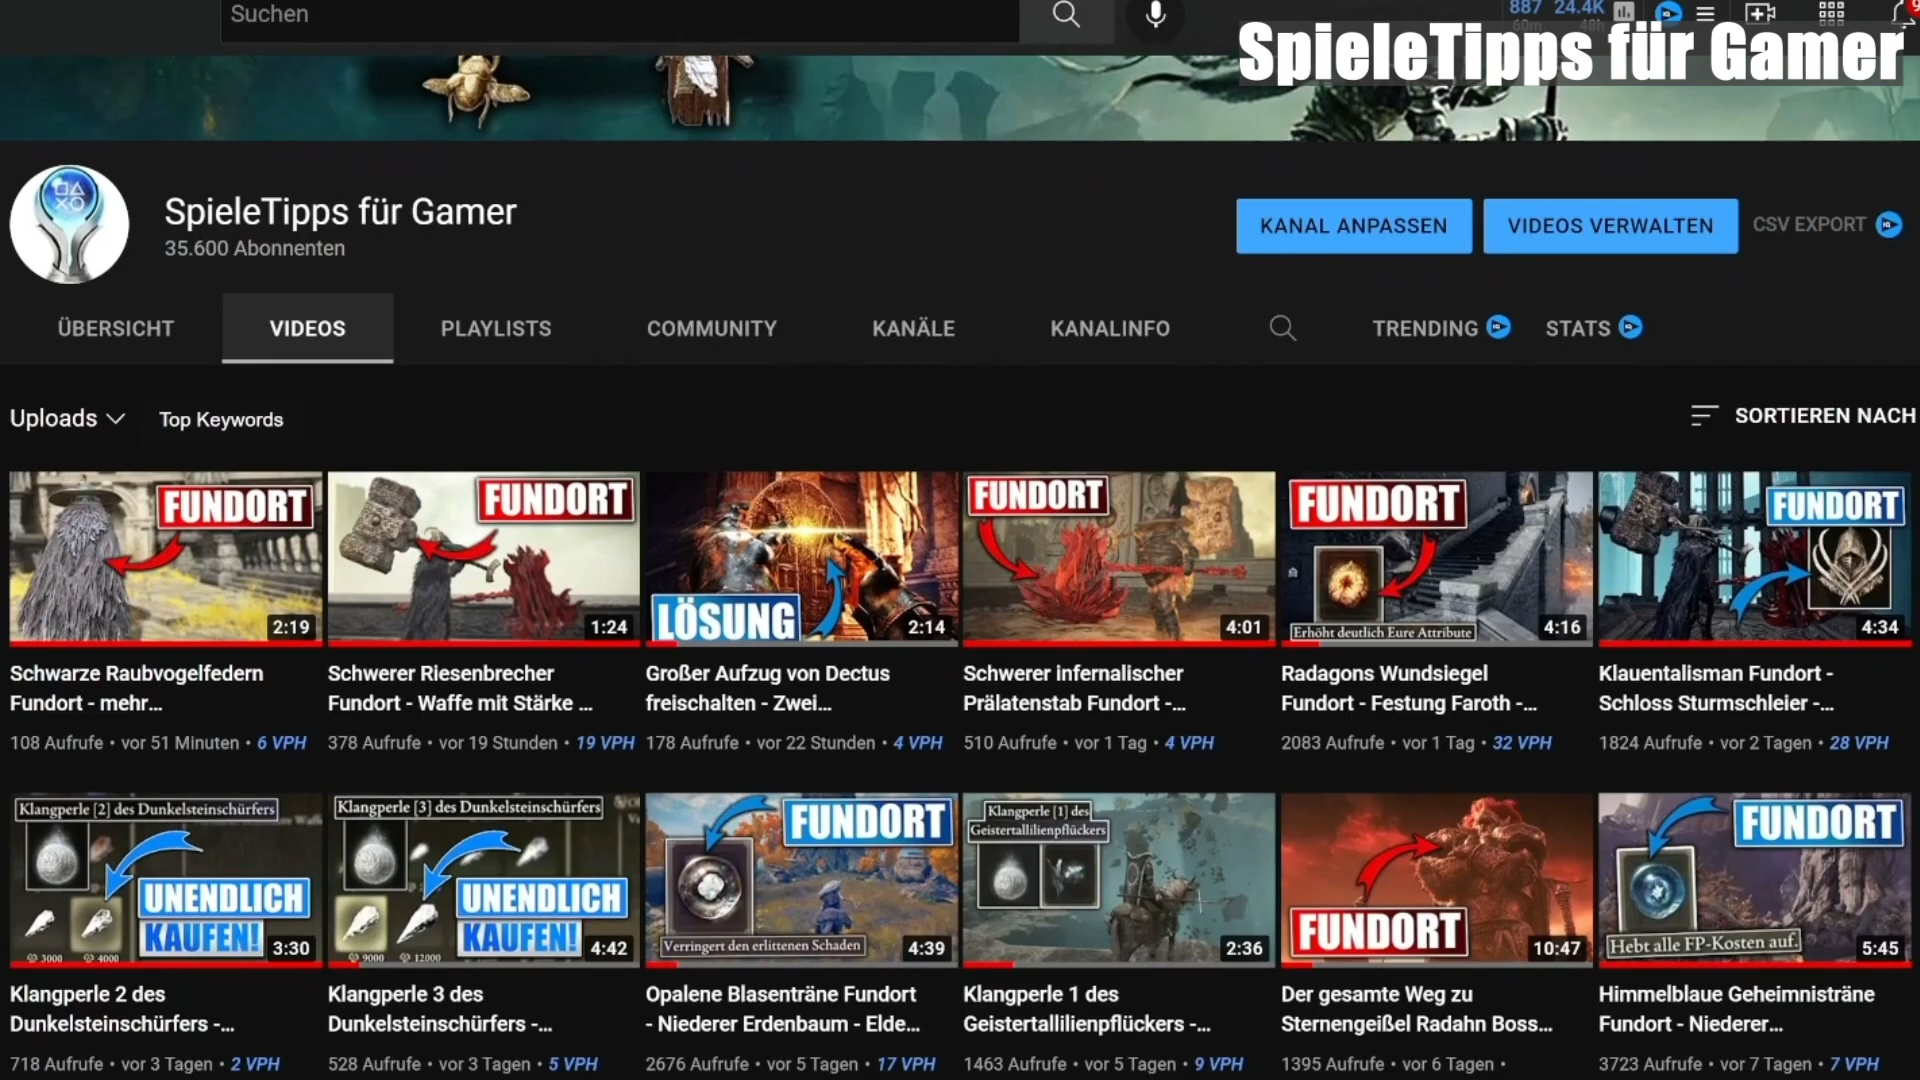 Suchen
887 24.4K
60m 48h
9
SpieleTipps für Gamer
SpieleTipps für Gamer
35.600 Abonnenten
KANAL ANPASSEN
VIDEOS VERWALTEN
CSV EXPORT
ÜBERSICHT
VIDEOS
PLAYLISTS
COMMUNITY
KANÄLE
KANALINFO
TRENDING
STATS
Uploads
Top Keywords
SORTIEREN NACH
FUNDORT
2:19
Schwarze Raubvogelfedern
Fundort - mehr...
108 Aufrufe • vor 51 Minuten • 6 VPH
FUNDORT
1:24
Schwerer Riesenbrecher
Fundort - Waffe mit Stärke ...
378 Aufrufe • vor 19 Stunden • 19 VPH
LÖSUNG
2:14
Großer Aufzug von Dectus
freischalten - Zwei...
178 Aufrufe • vor 22 Stunden • 4 VPH
FUNDORT
4:01
Schwerer infernalischer
Prälatenstab Fundort -...
510 Aufrufe • vor 1 Tag • 4 VPH
FUNDORT
Erhöht deutlich Eure Attribute
4:16
Radagons Wundsiegel
Fundort - Festung Faroth -...
2083 Aufrufe • vor 1 Tag • 32 VPH
FUNDORT
4:34
Klauentalisman Fundort -
Schloss Sturmschleier -...
1824 Aufrufe • vor 2 Tagen • 28 VPH
Klangperle [2] des Dunkelsteinschürfers
UNENDLICH
KAUFEN!
3000 4000
3:30
Klangperle 2 des
Dunkelsteinschürfers -...
718 Aufrufe • vor 3 Tagen • 2 VPH
Klangperle [3] des Dunkelsteinschürfers
UNENDLICH
KAUFEN!
9000 12000
4:42
Klangperle 3 des
Dunkelsteinschürfers -...
528 Aufrufe • vor 3 Tagen • 5 VPH
FUNDORT
Verringert den erlittenen Schaden
4:39
Opalene Blasenträne Fundort
- Niederer Erdenbaum - Elde...
2676 Aufrufe • vor 5 Tagen • 17 VPH
Klangperle [1] des
Geistertallilienpflückers
2:36
Klangperle 1 des
Geistertallilienpflückers -...
1463 Aufrufe • vor 5 Tagen • 9 VPH
FUNDORT
10:47
Der gesamte Weg zu
Sternengeißel Radahn Boss...
1395 Aufrufe • vor 6 Tagen •
FUNDORT
Hebt alle FP-Kosten auf.
5:45
Himmelblaue Geheimnisträne
Fundort - Niederer...
3723 Aufrufe • vor 7 Tagen • 7 VPH